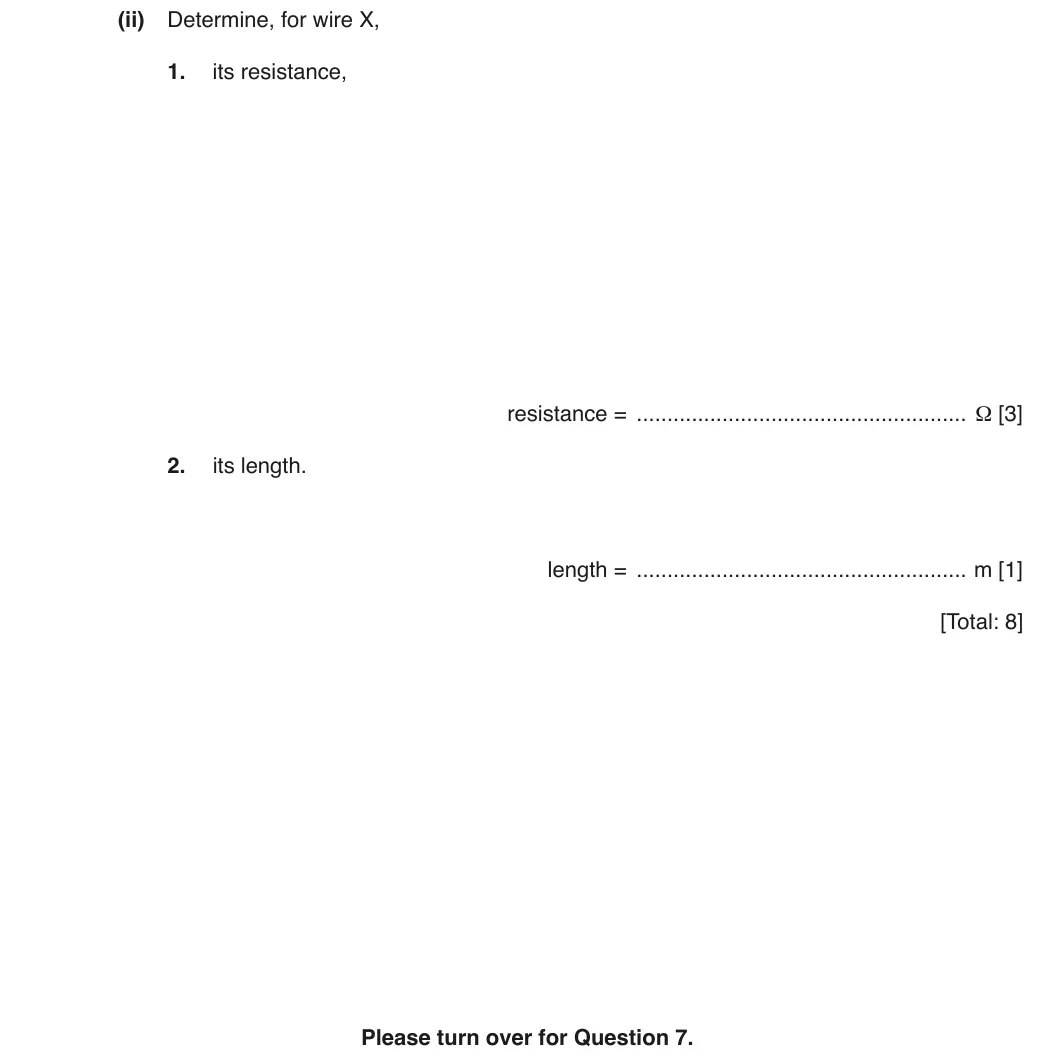 (ii) Determine, for wire X,
1. its resistance,
resistance = ...................................................... Ω [3]
2. its length.
length = ...................................................... m [1]
[Total: 8]
Please turn over for Question 7.